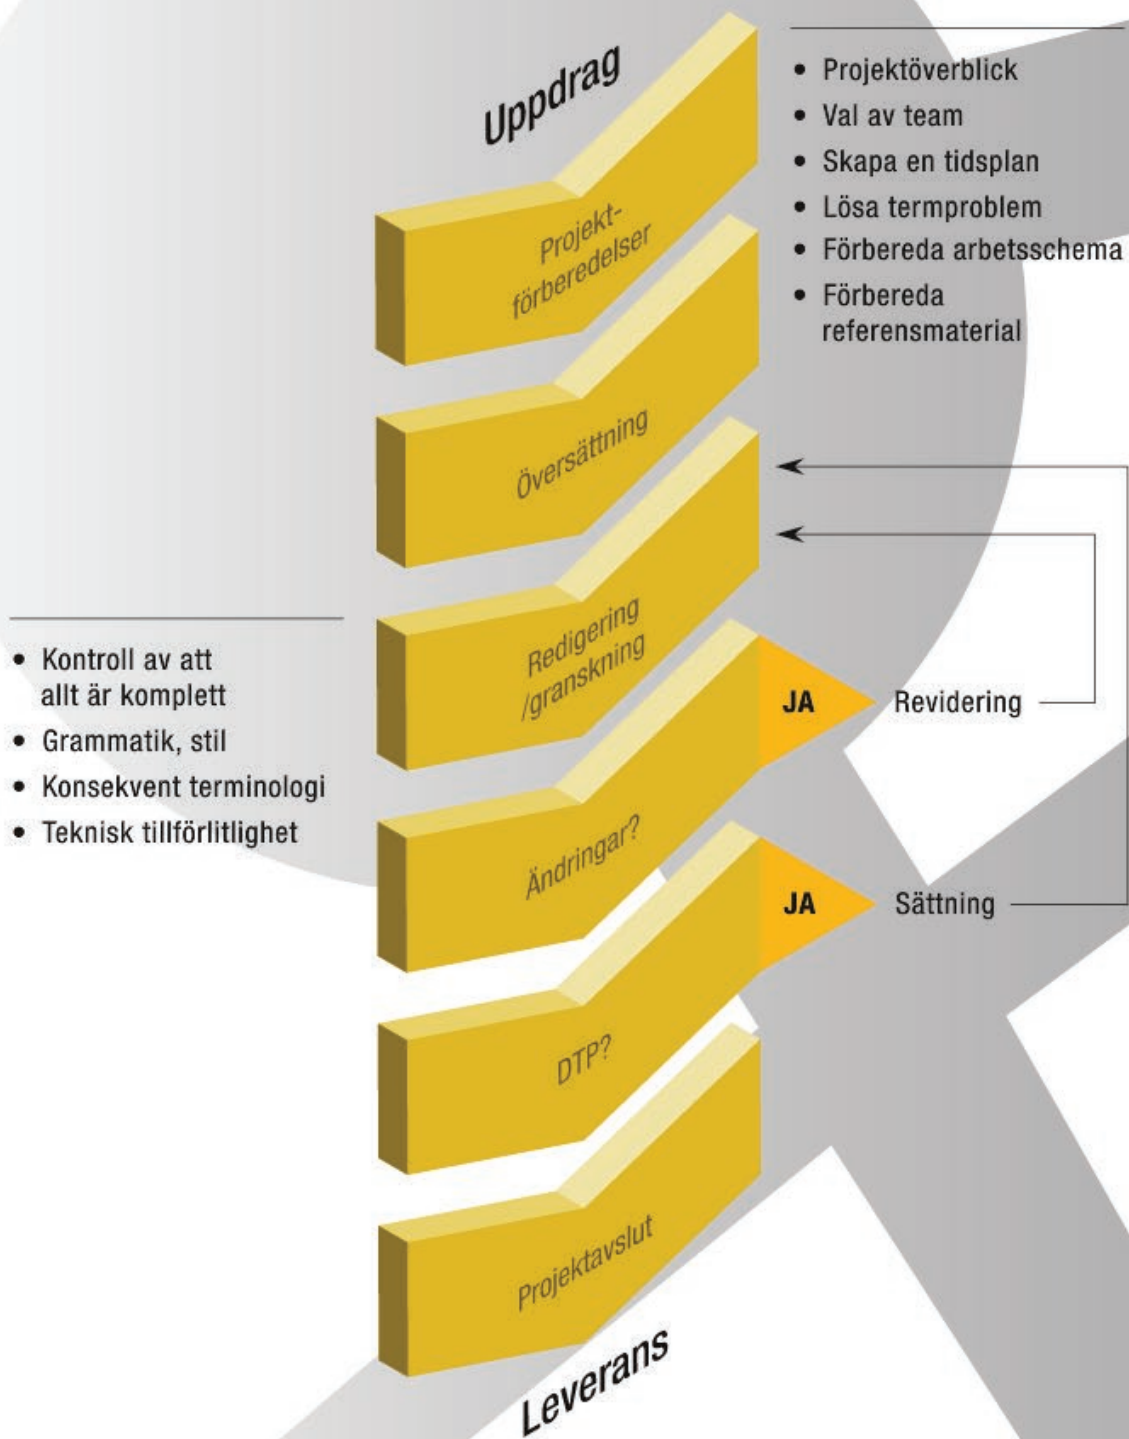 Uppdrag
• Projektöverblick
• Val av team
• Skapa en tidsplan
• Lösa termproblem
• Förbereda arbetsschema
• Förbereda
referensmaterial
Projekt-
förberedelser
Översättning
Redigering
/granskning
• Kontroll av att
allt är komplett
• Grammatik, stil
• Konsekvent terminologi
• Teknisk tillförlitlighet
Ändringar?
JA
Revidering
DTP?
JA
Sättning
Projektavslut
Leverans